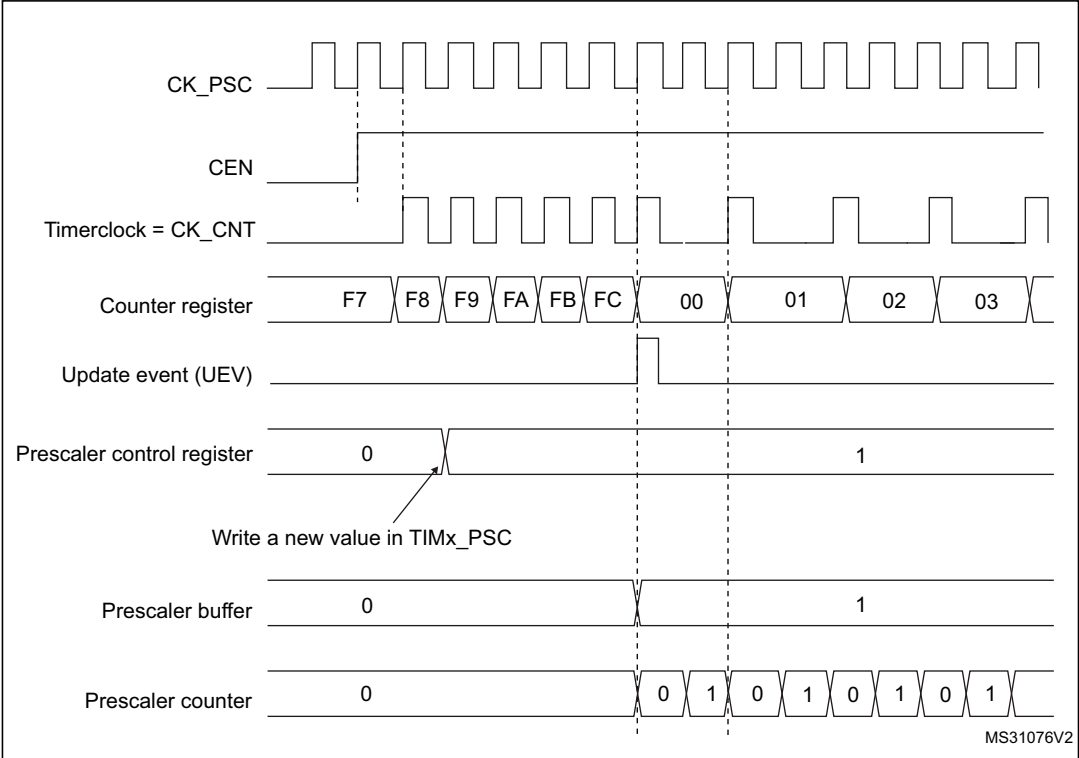 CK_PSC
CEN
Timerclock = CK_CNT
Counter register F7 F8 F9 FA FB FC 00 01 02 03
Update event (UEV)
Prescaler control register 0 1
Write a new value in TIMx_PSC
Prescaler buffer 0 1
Prescaler counter 0 0 1 0 1 0 1 0 1
MS31076V2